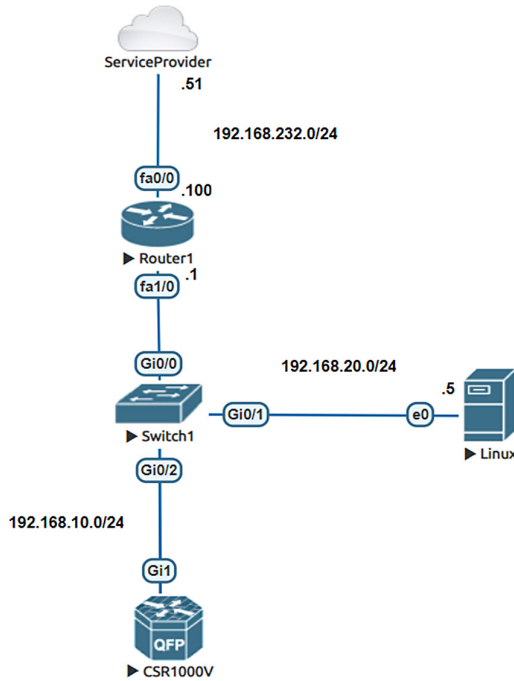 ServiceProvider
.51
192.168.232.0/24
fa0/0
.100
Router1
.1
fa1/0
Gi0/0
192.168.20.0/24
.5
Gi0/1
e0
Switch1
Linux
Gi0/2
192.168.10.0/24
Gi1
QFP
CSR1000V